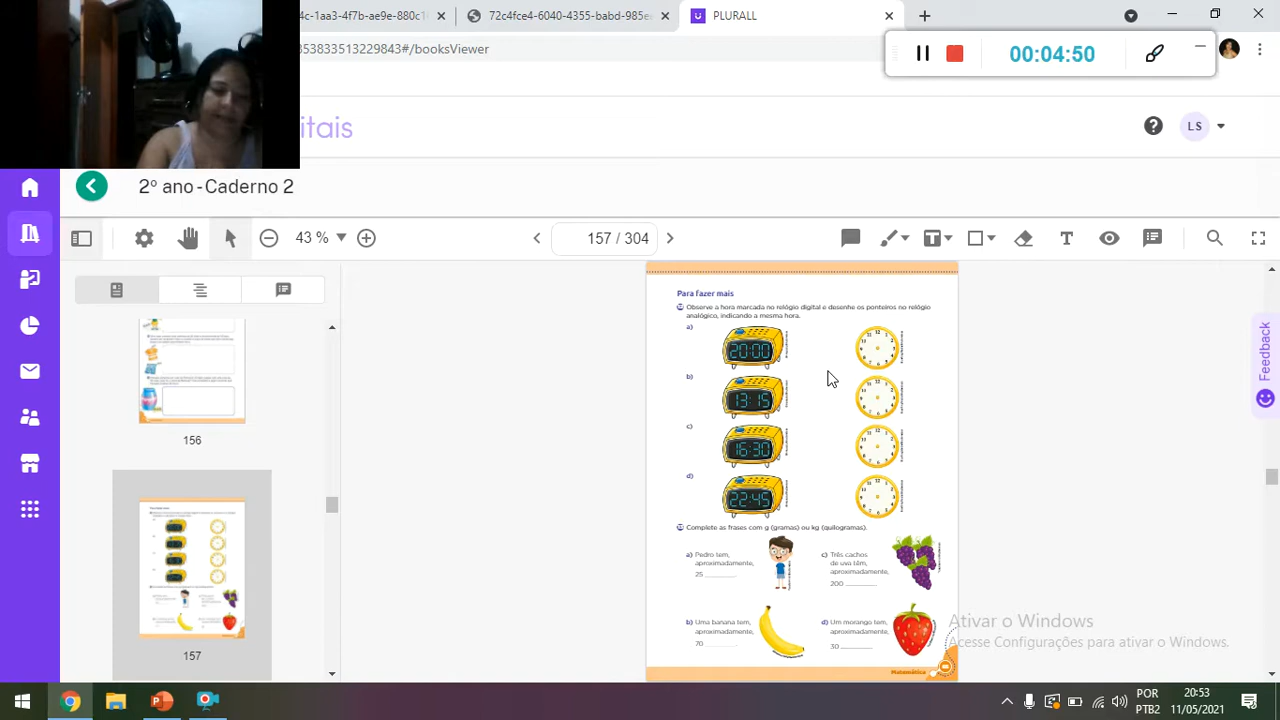 4c-1aa3-4f7b-ae9e-880c
72c4fce4-6040-4355-babd-985e
PLURALL
353833513229843#/booksViewer
00:04:50
itais
LS
2º ano - Caderno 2
43 %
157 / 304
Feedback
156
157
Para fazer mais
Observe a hora marcada no relógio digital e desenhe os ponteiros no relógio
analógico, indicando a mesma hora.
a)
20:00
b)
13:15
c)
16:30
d)
22:45
Complete as frases com g (gramas) ou kg (quilogramas).
a) Pedro tem,
aproximadamente,
25 ________.
c) Três cachos
de uva têm,
aproximadamente,
200 ________.
b) Uma banana tem,
aproximadamente,
70 ________.
d) Um morango tem,
aproximadamente,
30 ________.
Matemática
Ativar o Windows
Acesse Configurações para ativar o Windows.
POR
PTB2
20:53
11/05/2021